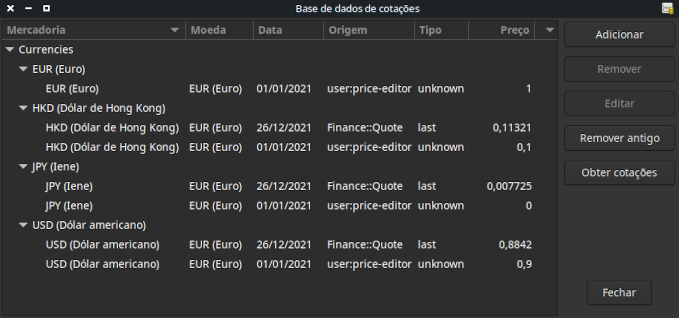 Base de dados de cotações
Mercadoria Moeda Data Origem Tipo Preço
Adicionar
Currencies
EUR (Euro)
Remover
EUR (Euro) EUR (Euro) 01/01/2021 user:price-editor unknown 1
HKD (Dólar de Hong Kong)
Editar
HKD (Dólar de Hong Kong) EUR (Euro) 26/12/2021 Finance::Quote last 0,11321
Remover antigo
HKD (Dólar de Hong Kong) EUR (Euro) 01/01/2021 user:price-editor unknown 0,1
JPY (Iene)
Obter cotações
JPY (Iene) EUR (Euro) 26/12/2021 Finance::Quote last 0,007725
JPY (Iene) EUR (Euro) 01/01/2021 user:price-editor unknown 0
USD (Dólar americano)
USD (Dólar americano) EUR (Euro) 26/12/2021 Finance::Quote last 0,8842
USD (Dólar americano) EUR (Euro) 01/01/2021 user:price-editor unknown 0,9
Fechar